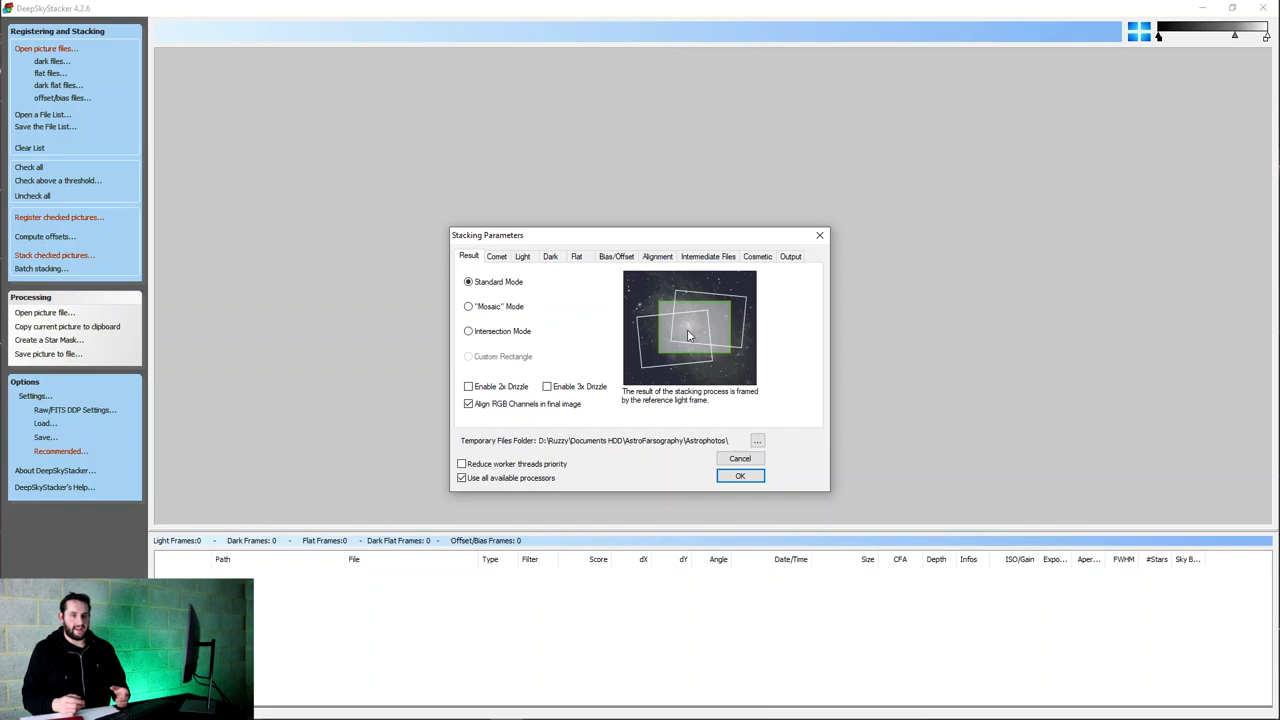 DeepSkyStacker 4.2.6
Registering and Stacking
Open picture files...
dark files...
flat files...
dark flat files...
offset/bias files...
Open a File List...
Save the File List...
Clear List
Check all
Check above a threshold...
Uncheck all
Register checked pictures...
Compute offsets...
Stack checked pictures...
Batch stacking...
Processing
Open picture file...
Copy current picture to clipboard
Create a Star Mask...
Save picture to file...
Options
Settings...
Raw/FITS DDP Settings...
Load...
Save...
Recommended...
About DeepSkyStacker...
DeepSkyStacker's Help...
Stacking Parameters
Result Comet Light Dark Flat Bias/Offset Alignment Intermediate Files Cosmetic Output
Standard Mode
"Mosaic" Mode
Intersection Mode
Custom Rectangle
Enable 2x Drizzle Enable 3x Drizzle
Align RGB Channels in final image
The result of the stacking process is framed
by the reference light frame.
Temporary Files Folder: D:\Ruzzy\Documents HDD\AstroFarsography\Astrophotos\ ...
Reduce worker threads priority
Use all available processors
Cancel
OK
Light Frames:0 - Dark Frames: 0 - Flat Frames:0 - Dark Flat Frames: 0 - Offset/Bias Frames: 0
Path File Type Filter Score dX dY Angle Date/Time Size CFA Depth Infos ISO/Gain Expo... Aper... FWHM #Stars Sky B...